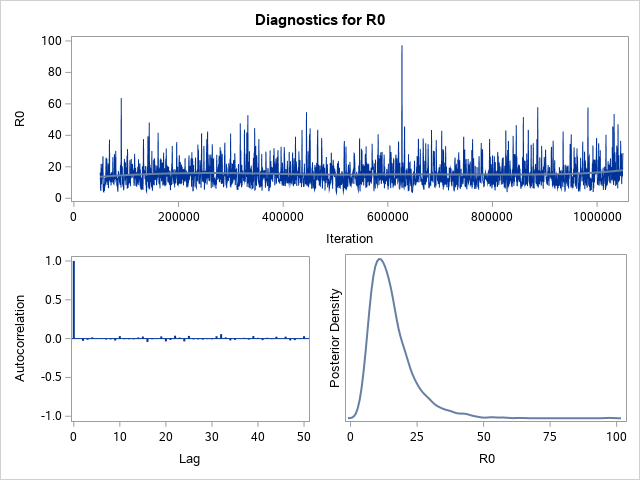 Diagnostics for R0
100
80
60
40
20
0
R0
0 200000 400000 600000 800000 1000000
Iteration
1.0
0.5
0.0
-0.5
-1.0
Autocorrelation
0 10 20 30 40 50
Lag
Posterior Density
0 25 50 75 100
R0